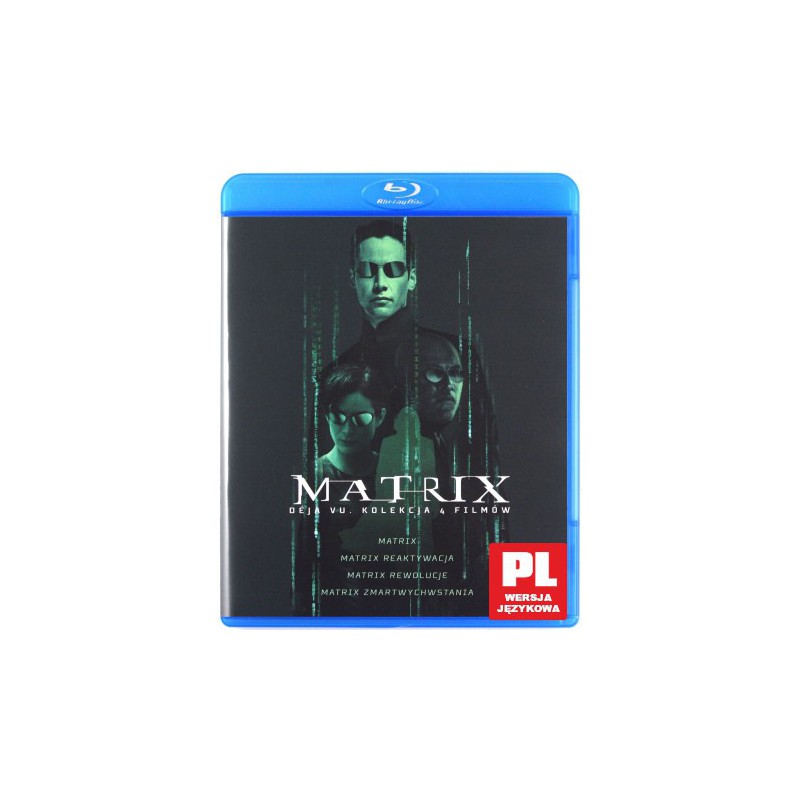 Blu-ray Disc
MATRIX
DEJA VU. KOLEKCJA 4 FILMÓW
MATRIX
MATRIX REAKTYWACJA
MATRIX REWOLUCJE
MATRIX ZMARTWYCHWSTANIA
PL
WERSJA
JĘZYKOWA